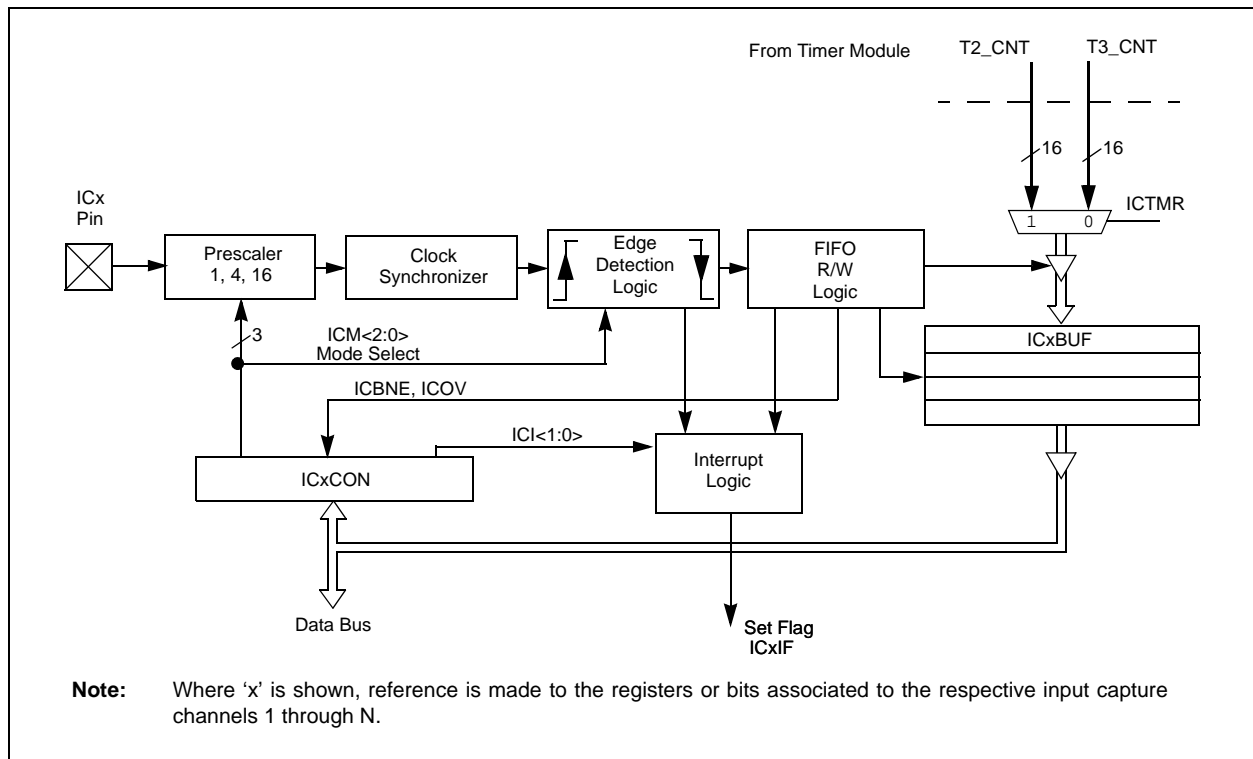 From Timer Module
T2_CNT
T3_CNT
16
16
ICx
Pin
1 0
ICTMR
Prescaler
1, 4, 16
Clock
Synchronizer
Edge
Detection
Logic
FIFO
R/W
Logic
3
ICM<2:0>
Mode Select
ICxBUF
ICBNE, ICOV
ICI<1:0>
Interrupt
Logic
ICxCON
Data Bus
Set Flag
ICxIF
Note: Where ‘x’ is shown, reference is made to the registers or bits associated to the respective input capture
channels 1 through N.